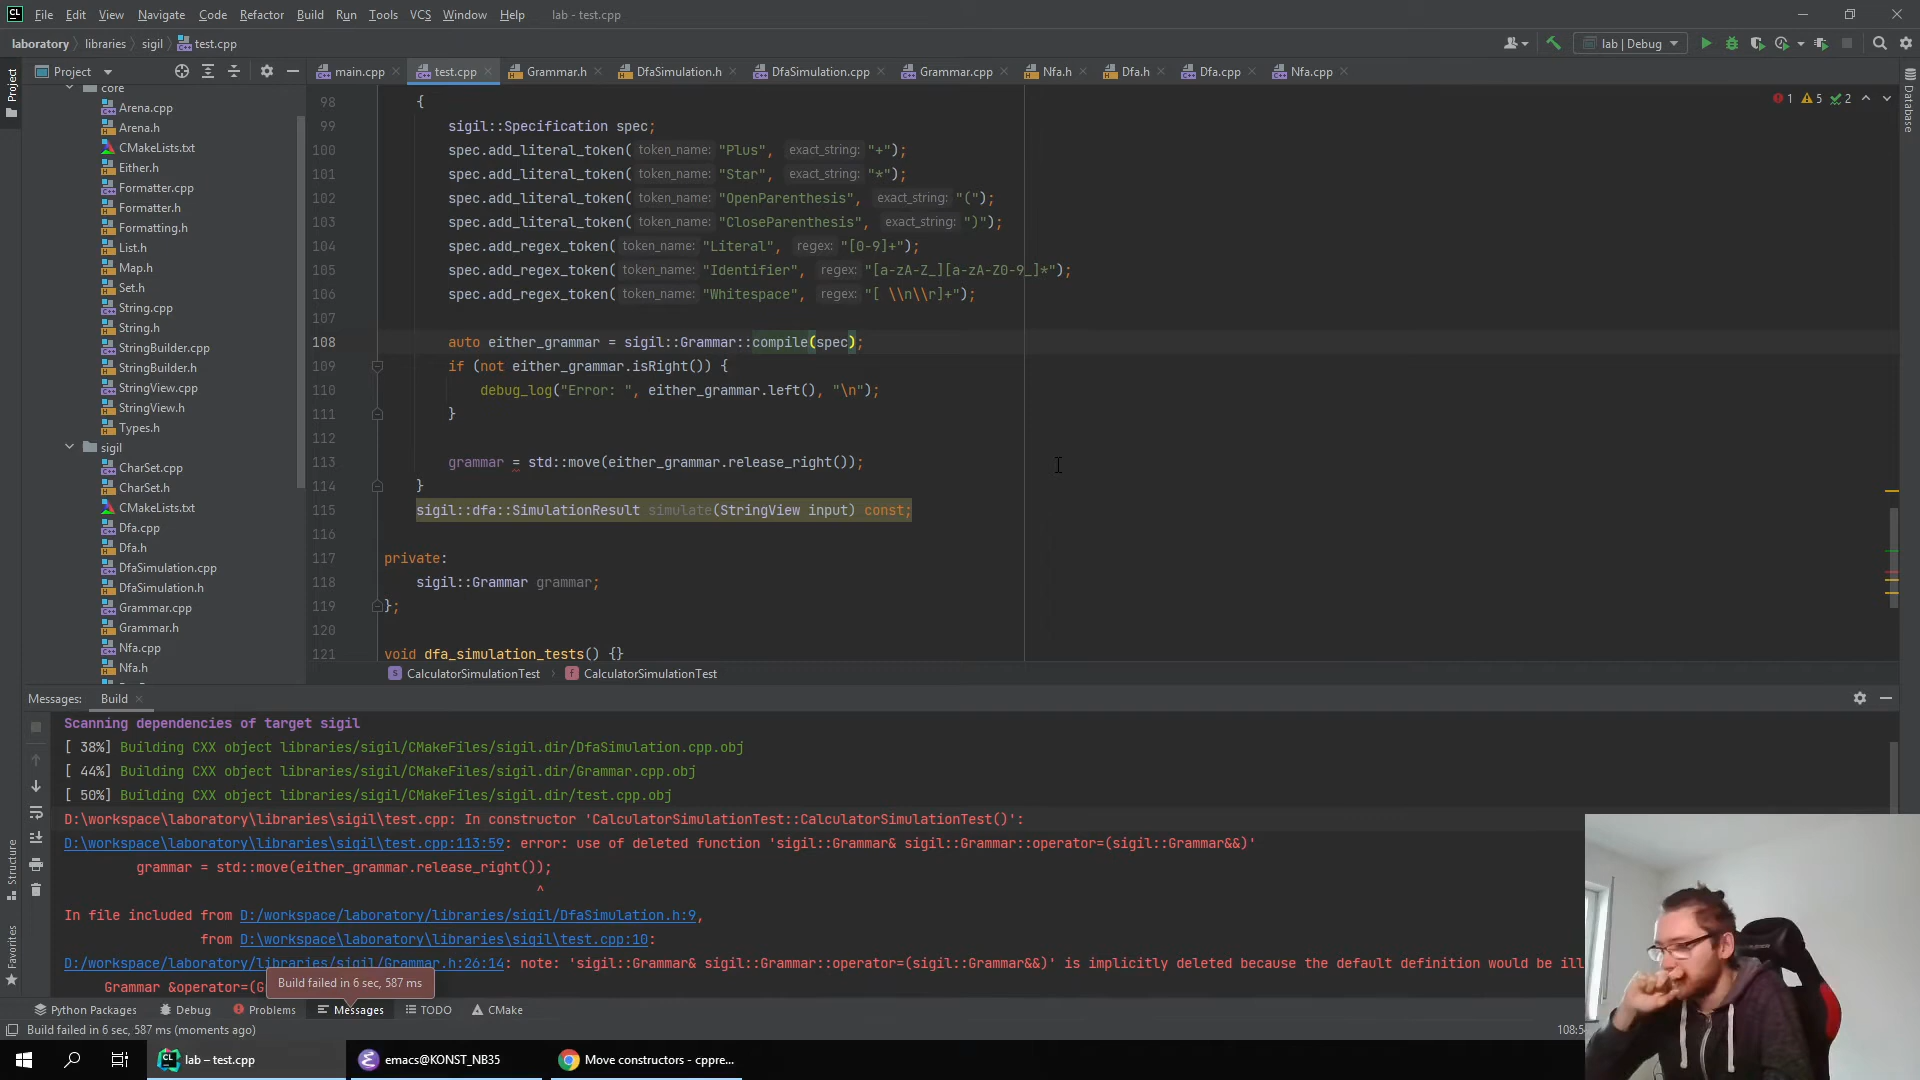 File Edit View Navigate Code Refactor Build Run Tools VCS Window Help lab - test.cpp
laboratory libraries sigil test.cpp
lab | Debug
Project
main.cpp test.cpp Grammar.h DfaSimulation.h DfaSimulation.cpp Grammar.cpp Nfa.h Dfa.h Dfa.cpp Nfa.cpp
Project
Database
core
Arena.cpp
Arena.h
CMakeLists.txt
Either.h
Formatter.cpp
Formatter.h
Formatting.h
List.h
Map.h
Set.h
String.cpp
String.h
StringBuilder.cpp
StringBuilder.h
StringView.cpp
StringView.h
Types.h
sigil
CharSet.cpp
CharSet.h
CMakeLists.txt
Dfa.cpp
Dfa.h
DfaSimulation.cpp
DfaSimulation.h
Grammar.cpp
Grammar.h
Nfa.cpp
Nfa.h
1 5 2
98 {
99 sigil::Specification spec;
100 spec.add_literal_token( token_name: "Plus", exact_string: "+");
101 spec.add_literal_token( token_name: "Star", exact_string: "*");
102 spec.add_literal_token( token_name: "OpenParenthesis", exact_string: "(");
103 spec.add_literal_token( token_name: "CloseParenthesis", exact_string: ")");
104 spec.add_regex_token( token_name: "Literal", regex: "[0-9]+");
105 spec.add_regex_token( token_name: "Identifier", regex: "[a-zA-Z_][a-zA-Z0-9_]*");
106 spec.add_regex_token( token_name: "Whitespace", regex: "[ \\n\\r]+");
107
108 auto either_grammar = sigil::Grammar::compile(spec);
109 if (not either_grammar.isRight()) {
110 debug_log("Error: ", either_grammar.left(), "\n");
111 }
112
113 grammar = std::move(either_grammar.release_right());
114 }
115 sigil::dfa::SimulationResult simulate(StringView input) const;
116
117 private:
118 sigil::Grammar grammar;
119 };
120
121 void dfa_simulation_tests() {}
CalculatorSimulationTest CalculatorSimulationTest
Messages: Build
Scanning dependencies of target sigil
[ 38%] Building CXX object libraries/sigil/CMakeFiles/sigil.dir/DfaSimulation.cpp.obj
[ 44%] Building CXX object libraries/sigil/CMakeFiles/sigil.dir/Grammar.cpp.obj
[ 50%] Building CXX object libraries/sigil/CMakeFiles/sigil.dir/test.cpp.obj
D:\workspace\laboratory\libraries\sigil\test.cpp: In constructor 'CalculatorSimulationTest::CalculatorSimulationTest()':
D:\workspace\laboratory\libraries\sigil\test.cpp:113:59: error: use of deleted function 'sigil::Grammar& sigil::Grammar::operator=(sigil::Grammar&&)'
grammar = std::move(either_grammar.release_right());
^
In file included from D:/workspace/laboratory/libraries/sigil/DfaSimulation.h:9,
from D:\workspace\laboratory\libraries\sigil\test.cpp:10:
D:/workspace/laboratory/libraries/sigil/Grammar.h:26:14: note: 'sigil::Grammar& sigil::Grammar::operator=(sigil::Grammar&&)' is implicitly deleted because the default definition would be ill
Grammar &operator=(G
Build failed in 6 sec, 587 ms
Structure
Favorites
Python Packages Debug Problems Messages TODO CMake
Build failed in 6 sec, 587 ms (moments ago)
lab – test.cpp emacs@KONST_NB35 Move constructors - cppre...